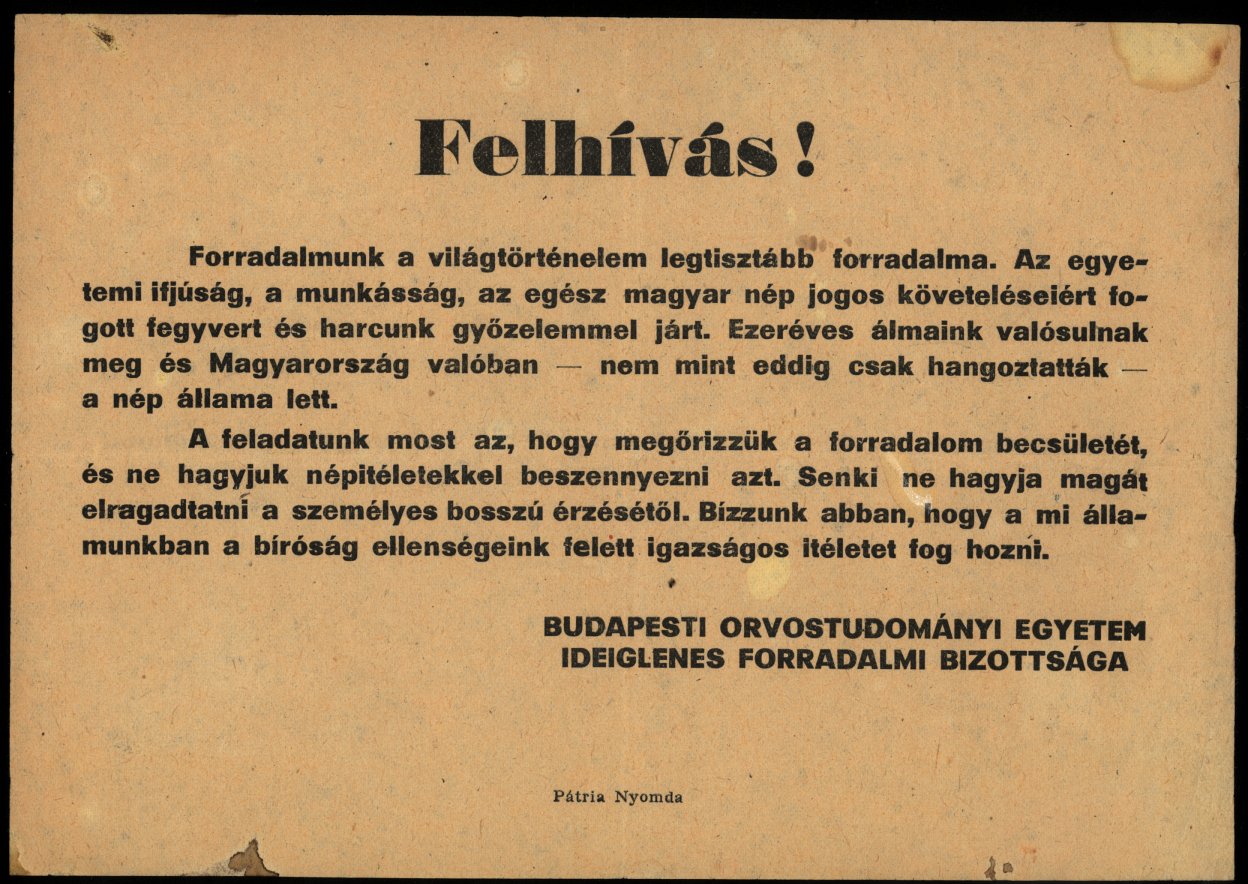 Felhívás!
Forradalmunk a világtörténelem legtisztább forradalma. Az egye-
temi ifjúság, a munkásság, az egész magyar nép jogos követeléseiért fo-
gott fegyvert és harcunk győzelemmel járt. Ezeréves álmaink valósulnak
meg és Magyarország valóban — nem mint eddig csak hangoztatták —
a nép állama lett.
A feladatunk most az, hogy megőrizzük a forradalom becsületét,
és ne hagyjuk népitéletekkel beszennyezni azt. Senki ne hagyja magát
elragadtatni a személyes bosszú érzésétől. Bízzunk abban, hogy a mi álla-
munkban a bíróság ellenségeink felett igazságos itéletet fog hozni.
BUDAPESTI ORVOSTUDOMÁNYI EGYETEM
IDEIGLENES FORRADALMI BIZOTTSÁGA
Pátria Nyomda